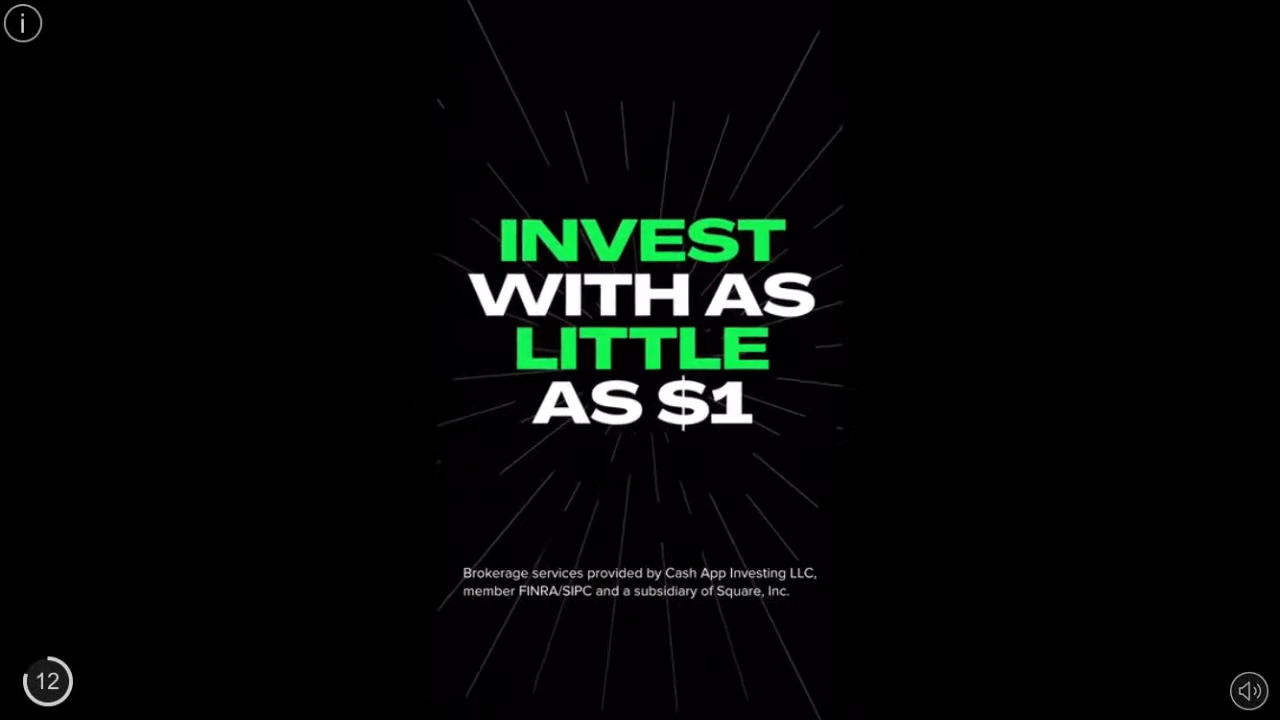 i
INVEST
WITH AS
LITTLE
AS $1
Brokerage services provided by Cash App Investing LLC,
member FINRA/SIPC and a subsidiary of Square, Inc.
12